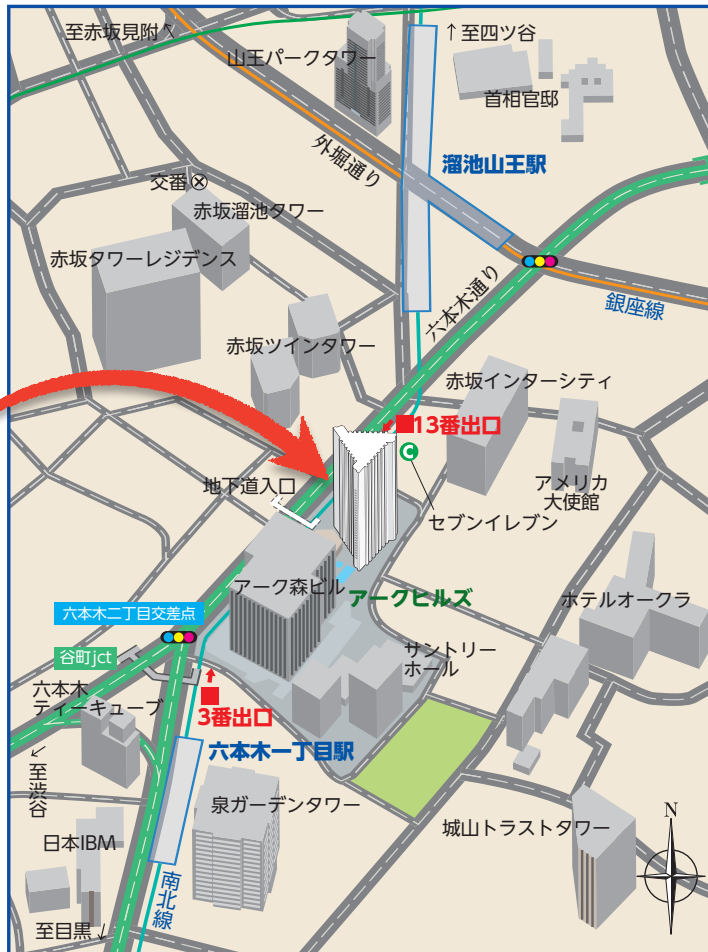 至赤坂見附
↑至四ツ谷
山王パークタワー
首相官邸
外堀通り
溜池山王駅
交番
赤坂溜池タワー
赤坂タワーレジデンス
六本木通り
銀座線
赤坂ツインタワー
赤坂インターシティ
13番出口
C
地下道入口
アメリカ
大使館
セブンイレブン
アーク森ビル
アークヒルズ
ホテルオークラ
六本木二丁目交差点
谷町jct
サントリー
ホール
六本木
ティーキューブ
3番出口
六本木一丁目駅
←至渋谷
泉ガーデンタワー
城山トラストタワー
N
日本IBM
南北線
至目黒↓